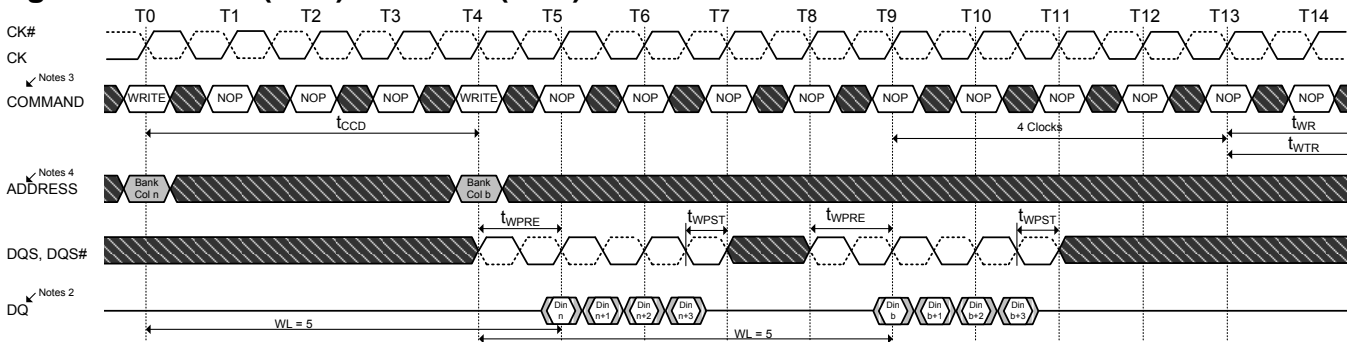 T0 T1 T2 T3 T4 T5 T6 T7 T8 T9 T10 T11 T12 T13 T14
CK#
CK
Notes 3
COMMAND WRITE NOP NOP NOP WRITE NOP NOP NOP NOP NOP NOP NOP NOP NOP NOP
tCCD 4 Clocks tWR
tWTR
Notes 4
ADDRESS Bank Col n Bank Col b
tWPRE tWPST tWPRE tWPST
DQS, DQS#
Notes 2
DQ Din n Din n+1 Din n+2 Din n+3 Din b Din b+1 Din b+2 Din b+3
WL = 5 WL = 5